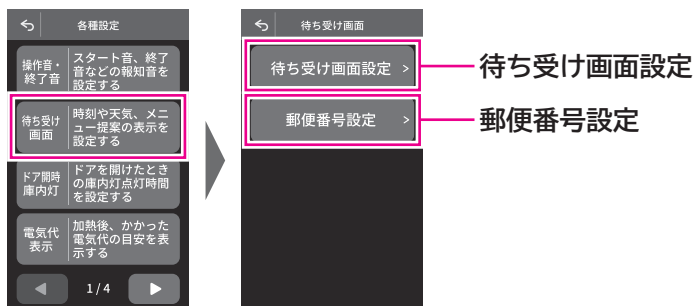 各種設定
操作音・
終了音
スタート音、終了
音などの報知音を
設定する
待ち受け
画面
時刻や天気、メニ
ュー提案の表示を
設定する
ドア開時
庫内灯
ドアを開けたとき
の庫内灯点灯時間
を設定する
電気代
表示
加熱後、かかった
電気代の目安を表
示する
1/4
待ち受け画面
待ち受け画面設定 >
郵便番号設定 >
待ち受け画面設定
郵便番号設定